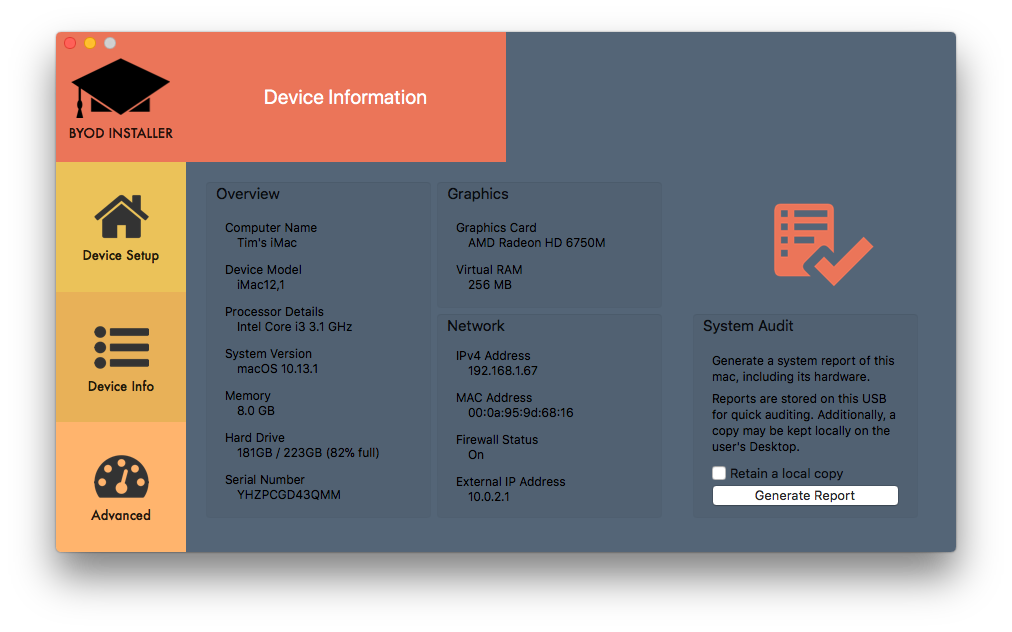 BYOD INSTALLER
Device Information
Device Setup
Device Info
Advanced
Overview
Computer Name
Tim's iMac
Device Model
iMac12,1
Processor Details
Intel Core i3 3.1 GHz
System Version
macOS 10.13.1
Memory
8.0 GB
Hard Drive
181GB / 223GB (82% full)
Serial Number
YHZPCGD43QMM
Graphics
Graphics Card
AMD Radeon HD 6750M
Virtual RAM
256 MB
Network
IPv4 Address
192.168.1.67
MAC Address
00:0a:95:9d:68:16
Firewall Status
On
External IP Address
10.0.2.1
System Audit
Generate a system report of this
mac, including its hardware.
Reports are stored on this USB
for quick auditing. Additionally, a
copy may be kept locally on the
user's Desktop.
Retain a local copy
Generate Report